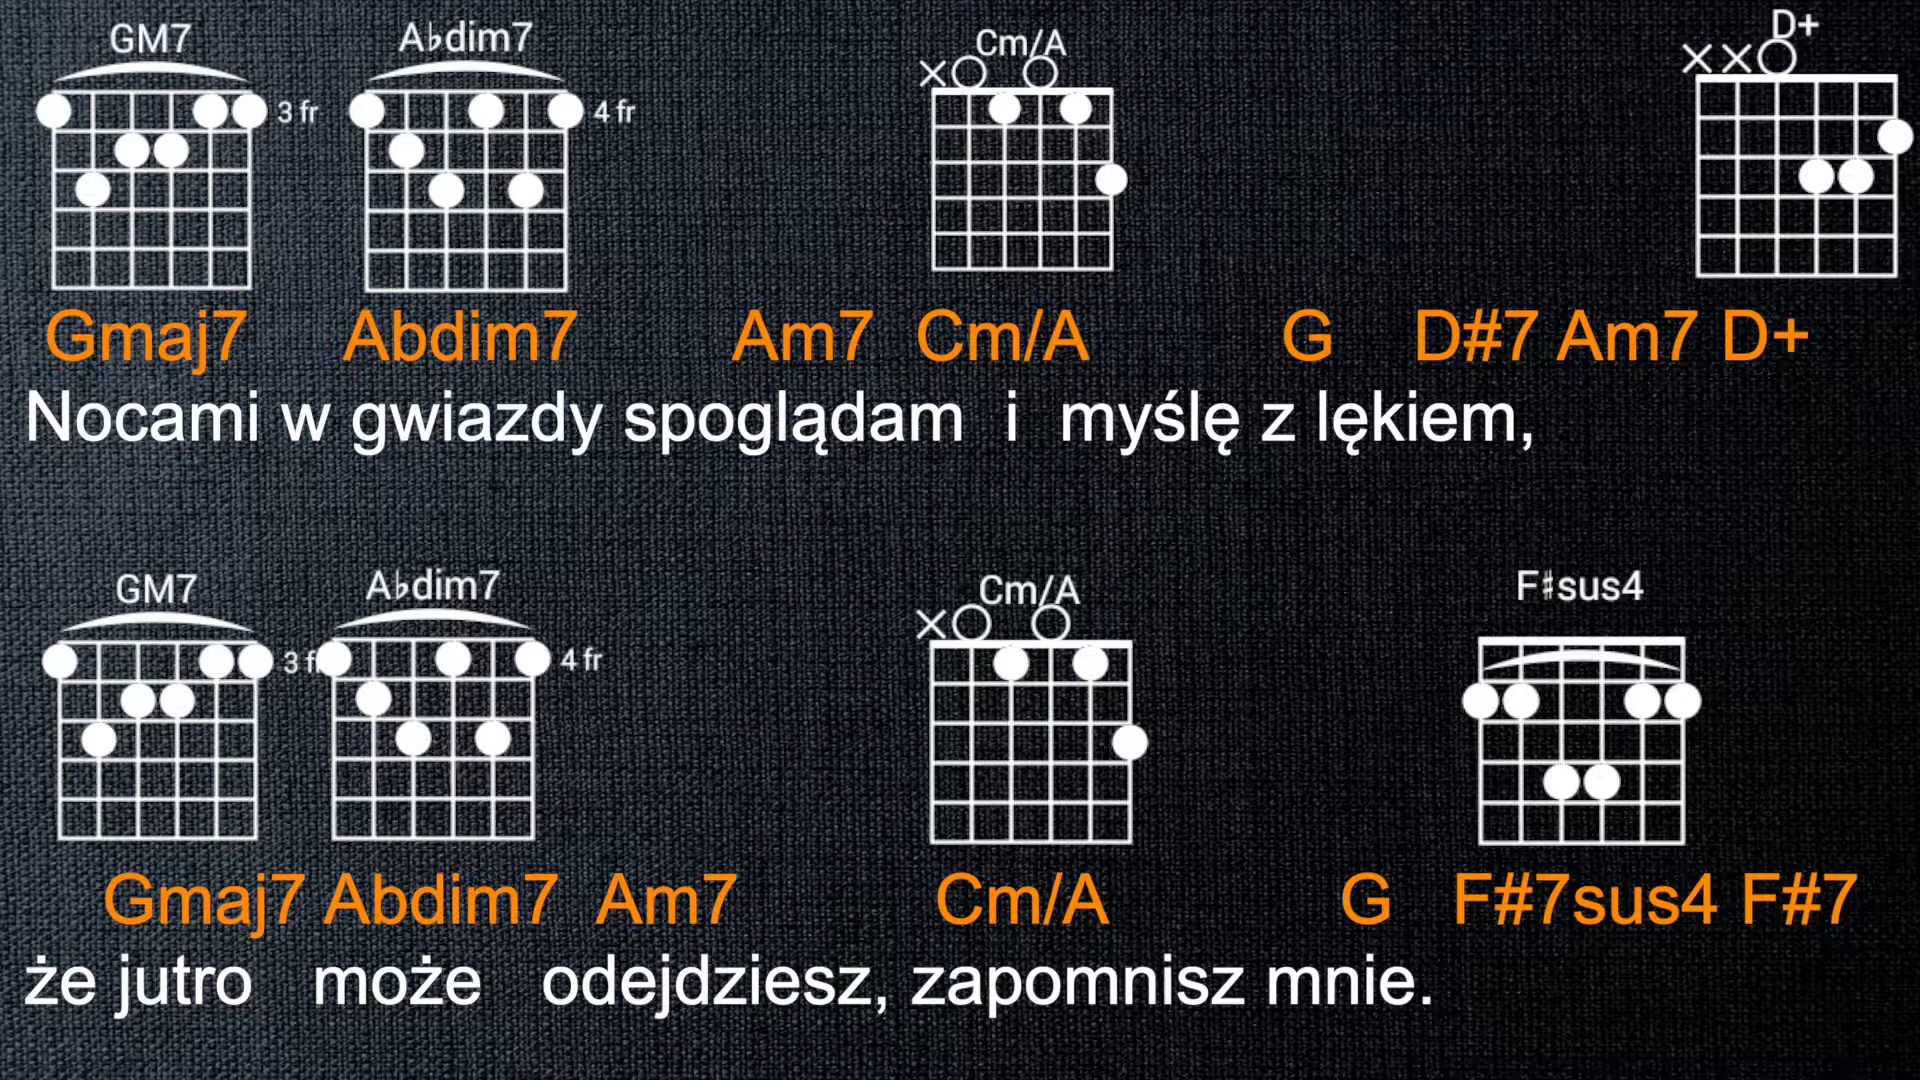 GM7 A♭dim7 Cm/A D+
××
×
3 fr 4 fr
Gmaj7 Abdim7 Am7 Cm/A G D#7 Am7 D+
Nocami w gwiazdy spoglądam i myślę z lękiem,
GM7 A♭dim7 Cm/A F♯sus4
×
3 f 4 fr
Gmaj7 Abdim7 Am7 Cm/A G F#7sus4 F#7
że jutro może odejdziesz, zapomnisz mnie.